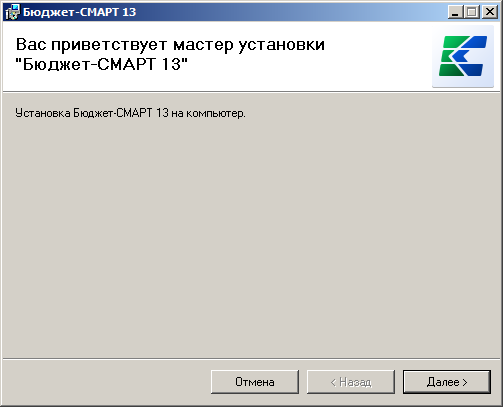 Бюджет-СМАРТ 13
Вас приветствует мастер установки
"Бюджет-СМАРТ 13"
Установка Бюджет-СМАРТ 13 на компьютер.
Отмена
< Назад
Далее >